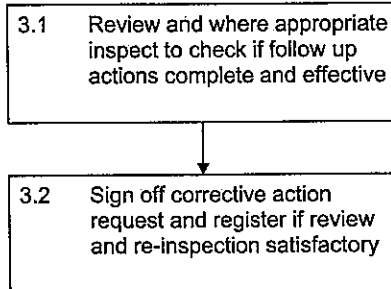 3.1 Review and where appropriate
inspect to check if follow up
actions complete and effective
3.2 Sign off corrective action
request and register if review
and re-inspection satisfactory